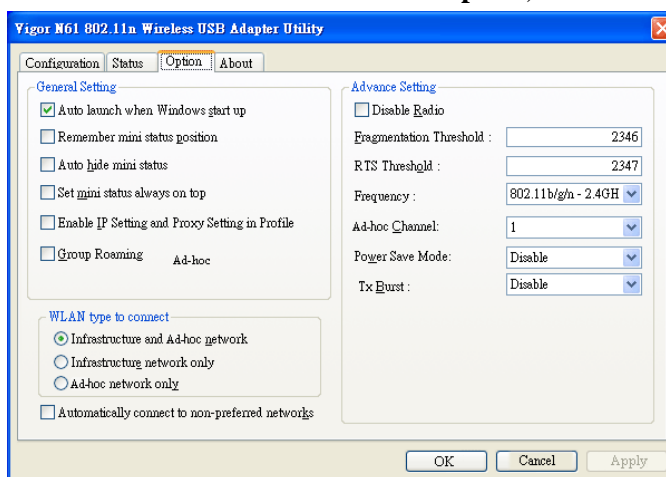 Vigor N61 802.11n Wireless USB Adapter Utility
Configuration Status Option About
General Setting
Auto launch when Windows start up
Remember mini status position
Auto hide mini status
Set mini status always on top
Enable IP Setting and Proxy Setting in Profile
Group Roaming Ad-hoc
WLAN type to connect
Infrastructure and Ad-hoc network
Infrastructure network only
Ad-hoc network only
Automatically connect to non-preferred networks
Advance Setting
Disable Radio
Fragmentation Threshold : 2346
RTS Threshold : 2347
Frequency : 802.11b/g/n - 2.4GH
Ad-hoc Channel: 1
Power Save Mode: Disable
Tx Burst : Disable
OK Cancel Apply